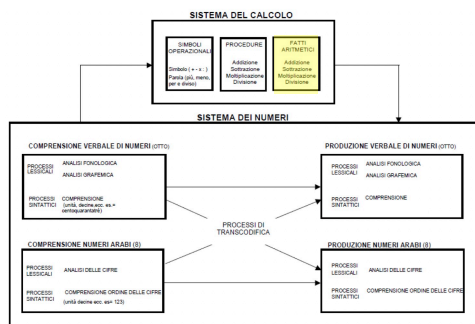 SISTEMA DEL CALCOLO
SIMBOLI
OPERAZIONALI
Simbolo ( + - x : )
Parola (più, meno,
per e diviso)
PROCEDURE
Addizione
Sottrazione
Moltiplicazione
Divisione
FATTI
ARITMETICI
Addizione
Sottrazione
Moltiplicazione
Divisione
SISTEMA DEI NUMERI
COMPRENSIONE VERBALE DI NUMERI (OTTO)
PROCESSI
LESSICALI
ANALISI FONOLOGICA
ANALISI GRAFEMICA
PROCESSI
SINTATTICI
COMPRENSIONE
(unità, decine,ecc. es.=
centoquarantatré)
PRODUZIONE VERBALE DI NUMERI (OTTO)
PROCESSI
LESSICALI
ANALISI FONOLOGICA
ANALISI GRAFEMICA
PROCESSI
SINTATTICI
COMPRENSIONE
PROCESSI DI
TRANSCODIFICA
COMPRENSIONE NUMERI ARABI (8)
PROCESSI
LESSICALI
ANALISI DELLE CIFRE
PROCESSI
SINTATTICI
COMPRENSIONE ORDINE DELLE CIFRE
(unità decine ecc. es= 123)
PRODUZIONE NUMERI ARABI (8)
PROCESSI
LESSICALI
ANALISI DELLE CIFRE
PROCESSI
SINTATTICI
COMPRENSIONE ORDINE DELLE CIFRE